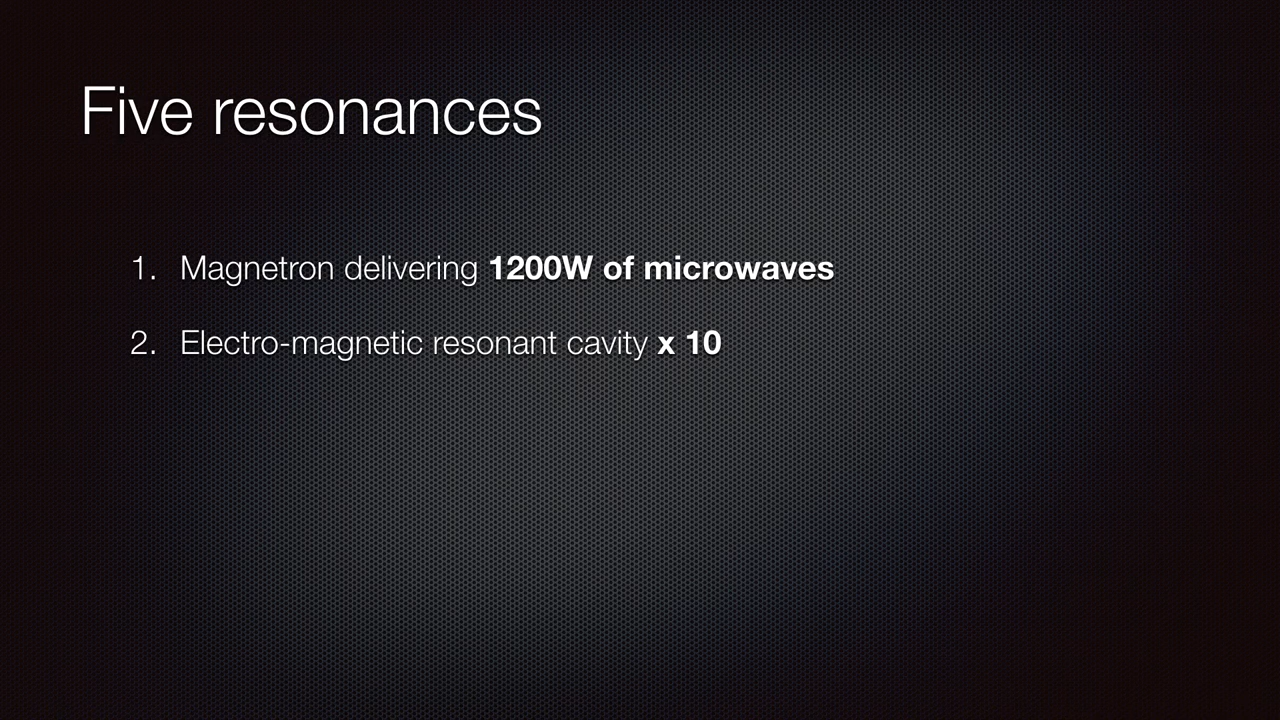 Five resonances
1. Magnetron delivering 1200W of microwaves
2. Electro-magnetic resonant cavity x 10